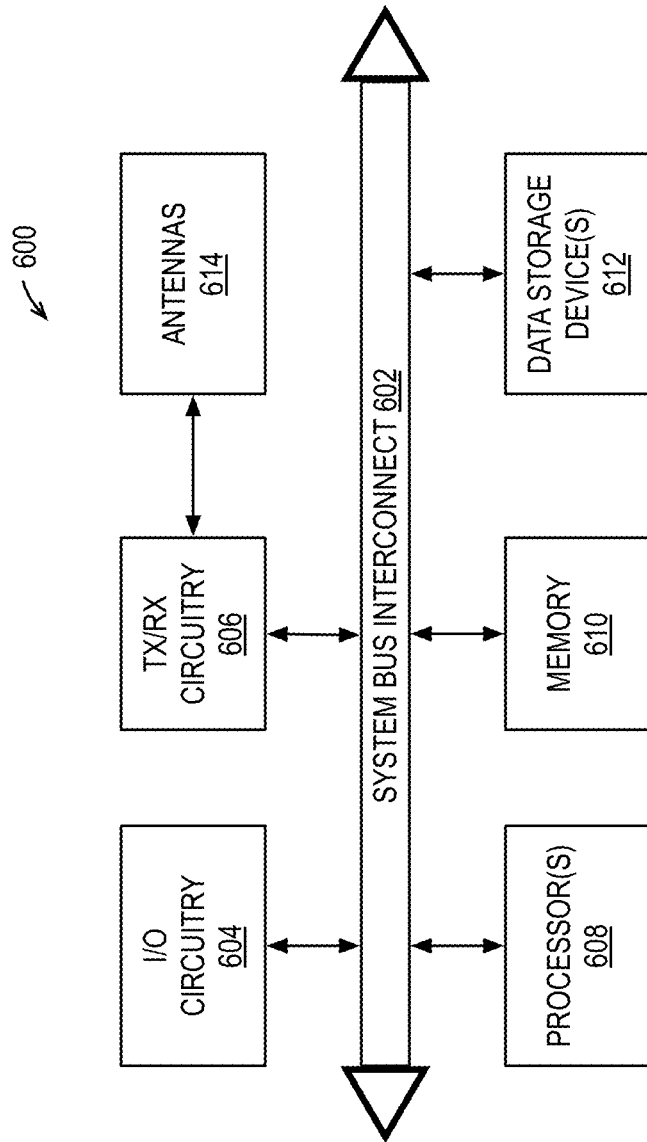 600
I/O
CIRCUITRY
604
TX/RX
CIRCUITRY
606
ANTENNAS
614
SYSTEM BUS INTERCONNECT 602
PROCESSOR(S)
608
MEMORY
610
DATA STORAGE
DEVICE(S)
612